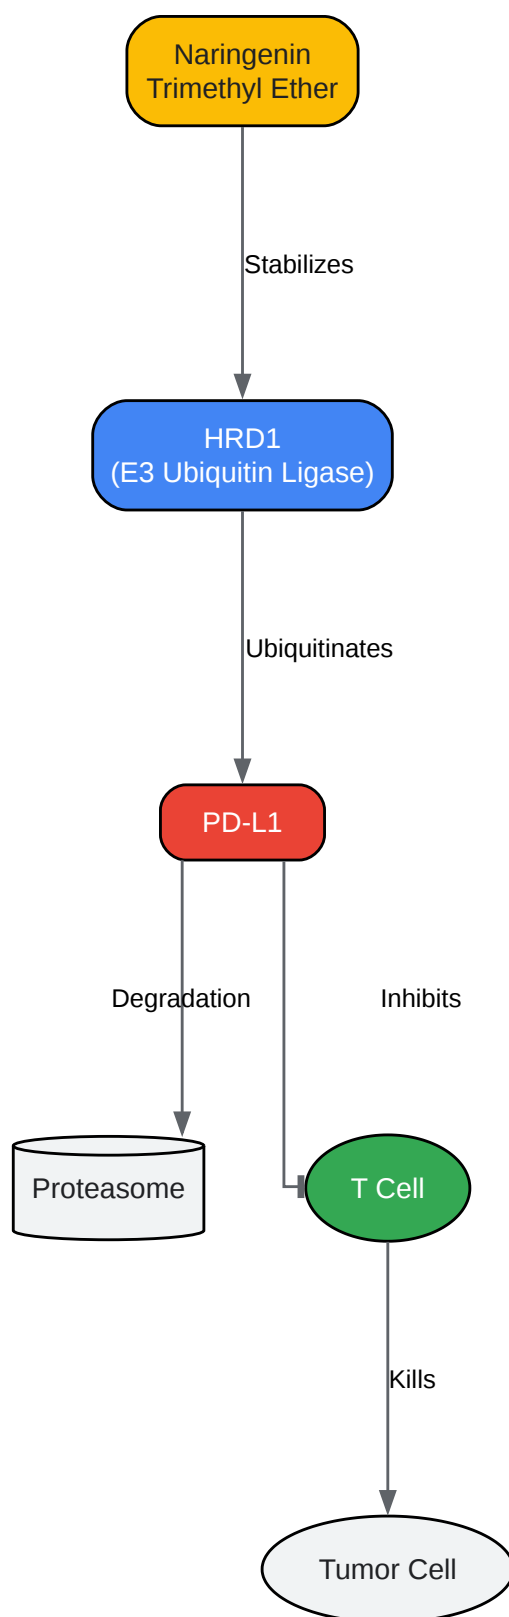 Naringenin
Trimethyl Ether
Stabilizes
HRD1
(E3 Ubiquitin Ligase)
Ubiquitinates
PD-L1
Degradation
Inhibits
Proteasome
T Cell
Kills
Tumor Cell